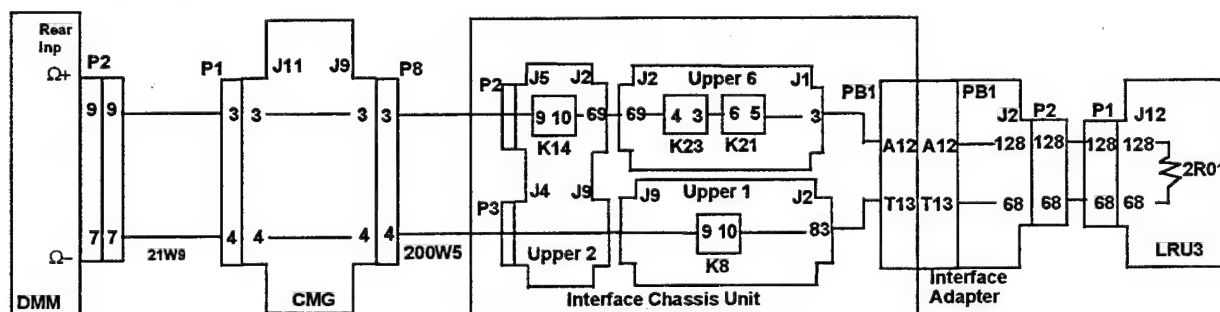 Rear
Inp
Ω+
9
7
Ω−
DMM
P2
9
7
21W9
P1
3
4
J11
J9
3
3
4
4
CMG
P8
3
4
200W5
P2
P3
J5
J2
9 10
K14
69
J4
J9
Upper 2
J2
Upper 6
J1
69
4 3
K23
6 5
K21
3
J9
Upper 1
J2
9 10
K8
83
Interface Chassis Unit
PB1
A12
T13
PB1
A12
T13
J2
128
68
Interface
Adapter
P2
128
68
P1
128
68
J12
128
68
2R01
LRU3